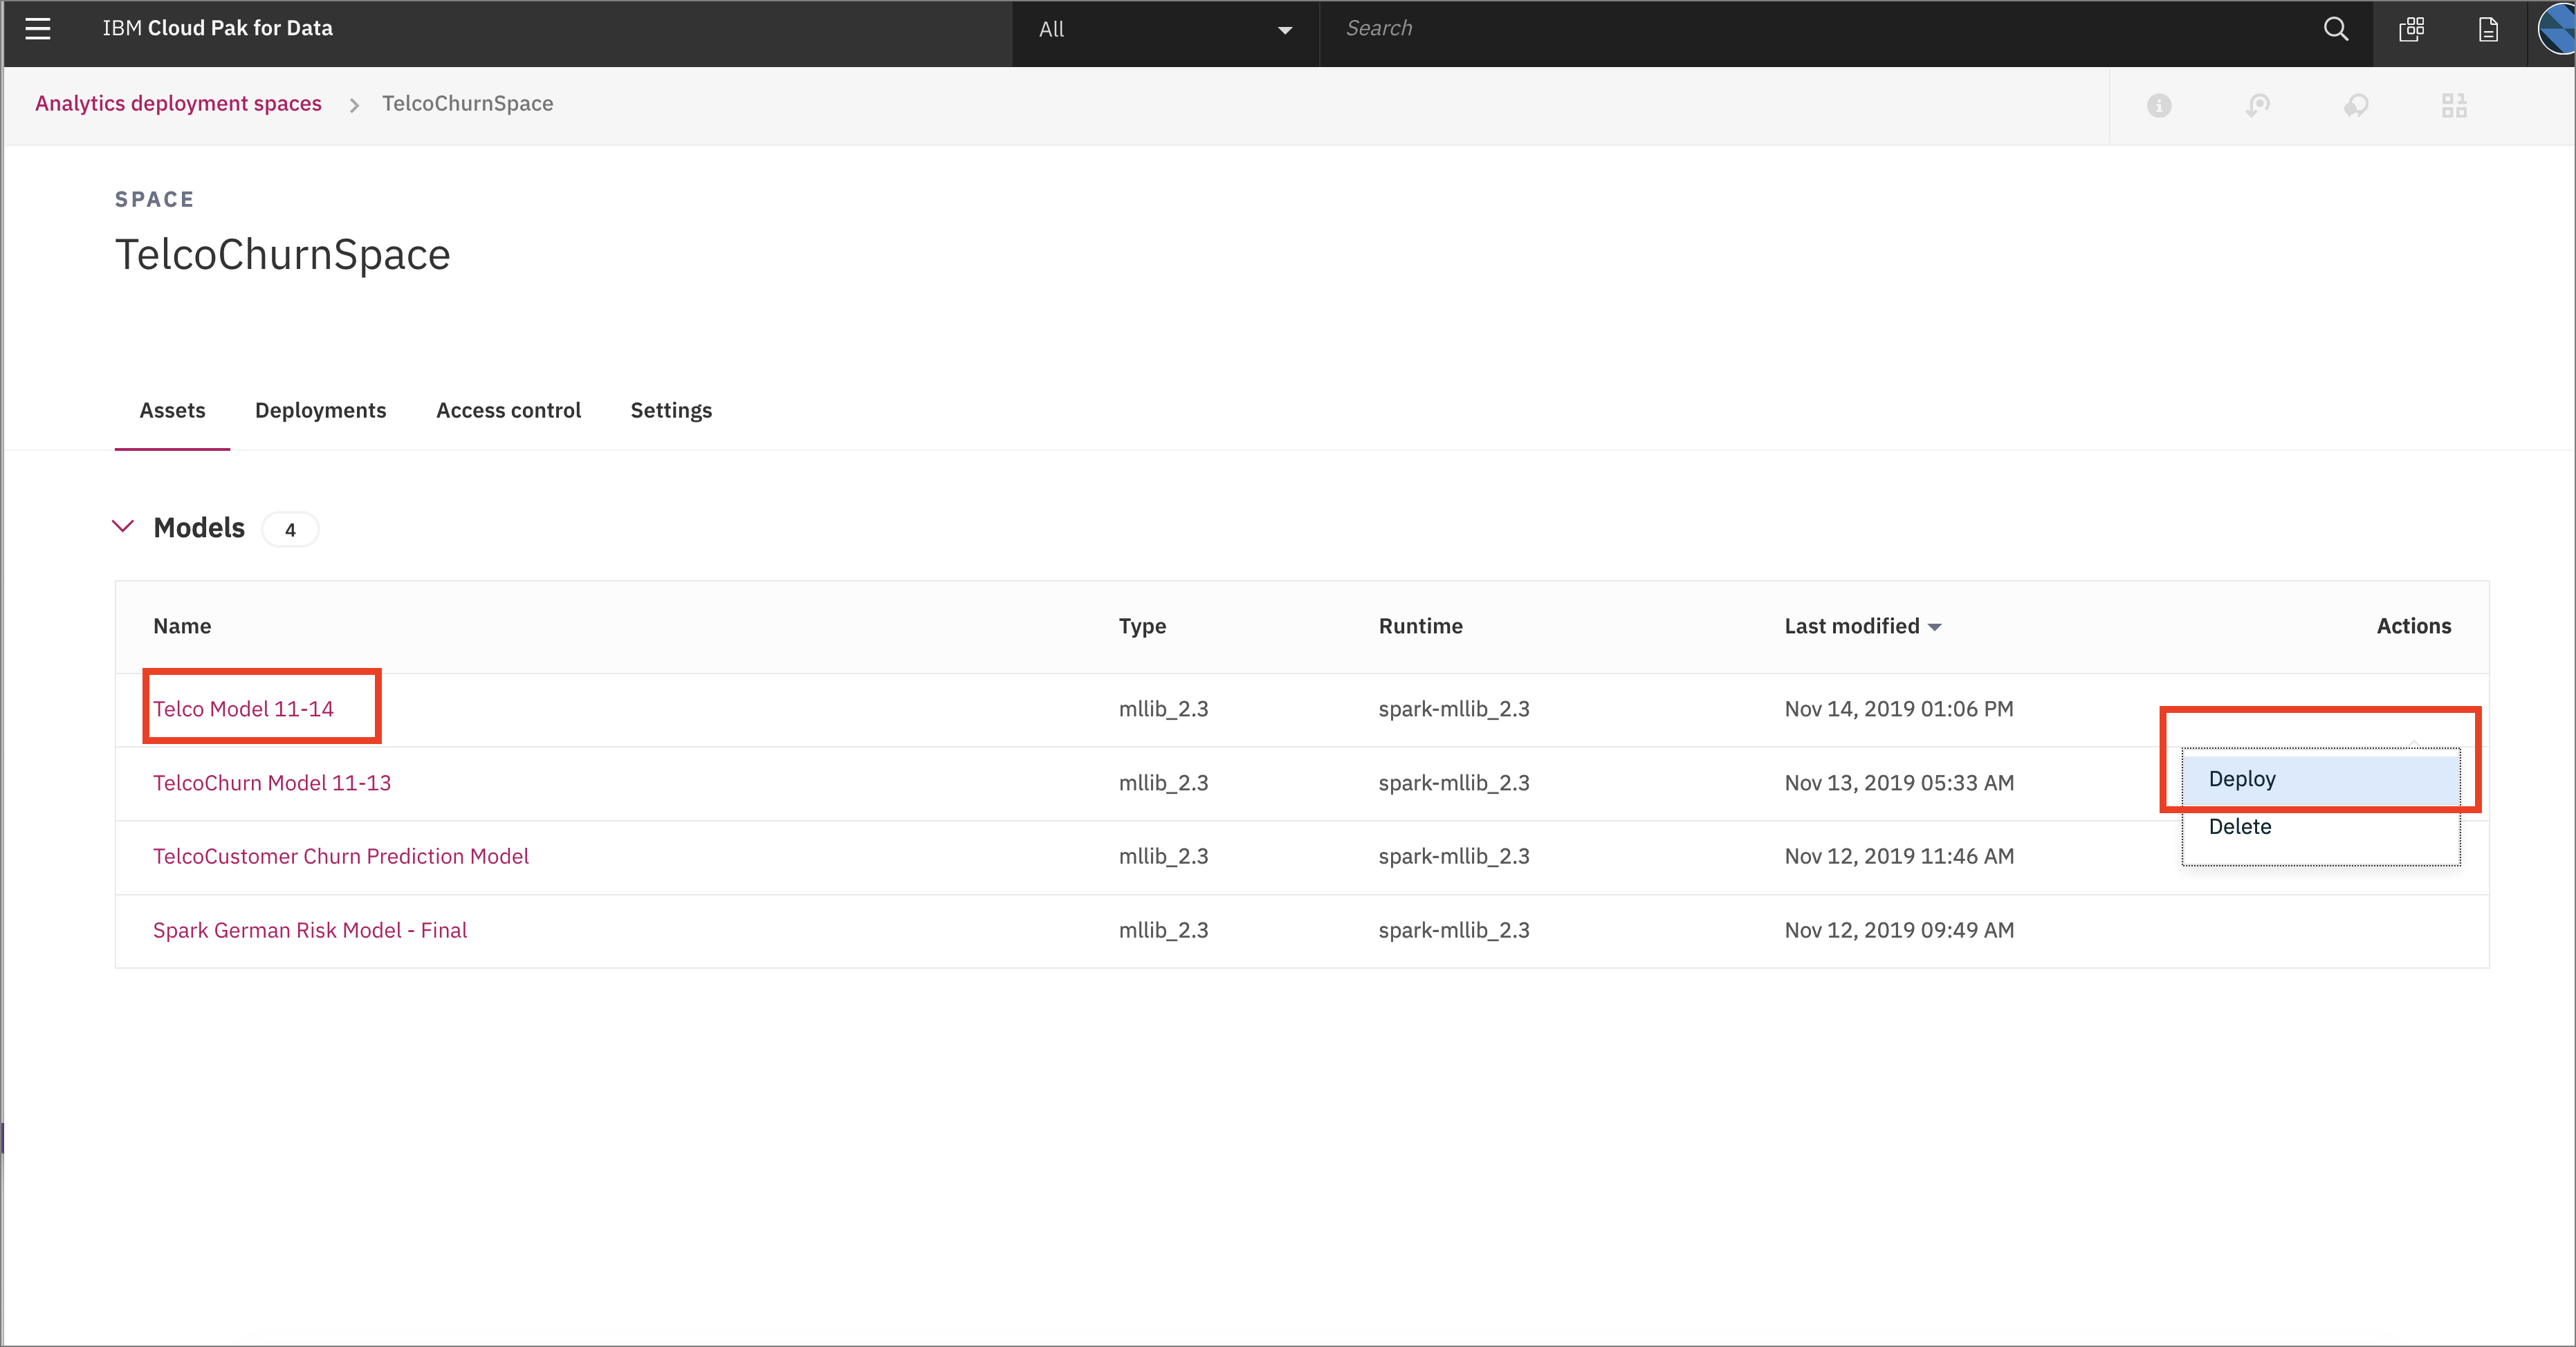 IBM Cloud Pak for Data
All
Search
Analytics deployment spaces > TelcoChurnSpace
SPACE
TelcoChurnSpace
Assets Deployments Access control Settings
Models 4
Name Type Runtime Last modified Actions
Telco Model 11-14 mllib_2.3 spark-mllib_2.3 Nov 14, 2019 01:06 PM
TelcoChurn Model 11-13 mllib_2.3 spark-mllib_2.3 Nov 13, 2019 05:33 AM
Deploy
Delete
TelcoCustomer Churn Prediction Model mllib_2.3 spark-mllib_2.3 Nov 12, 2019 11:46 AM
Spark German Risk Model - Final mllib_2.3 spark-mllib_2.3 Nov 12, 2019 09:49 AM